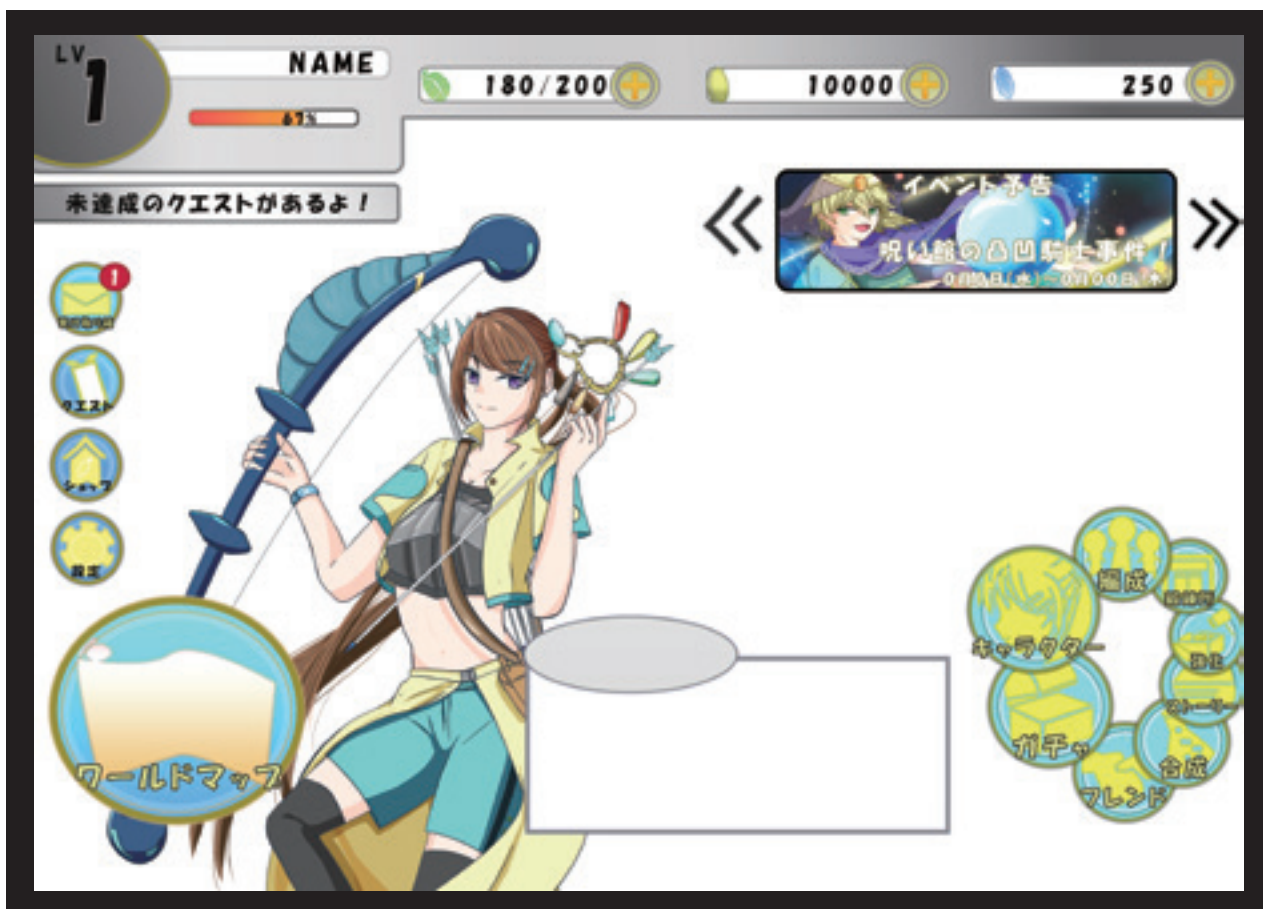 LV
1
NAME
67%
180/200
10000
250
未達成のクエストがあるよ！
イベント予告
呪い館の凸凹騎士事件！
1
クエスト
ショップ
設定
ワールドマップ
編成
キャラクター
強化
ストーリー
ガチャ
合成
フレンド